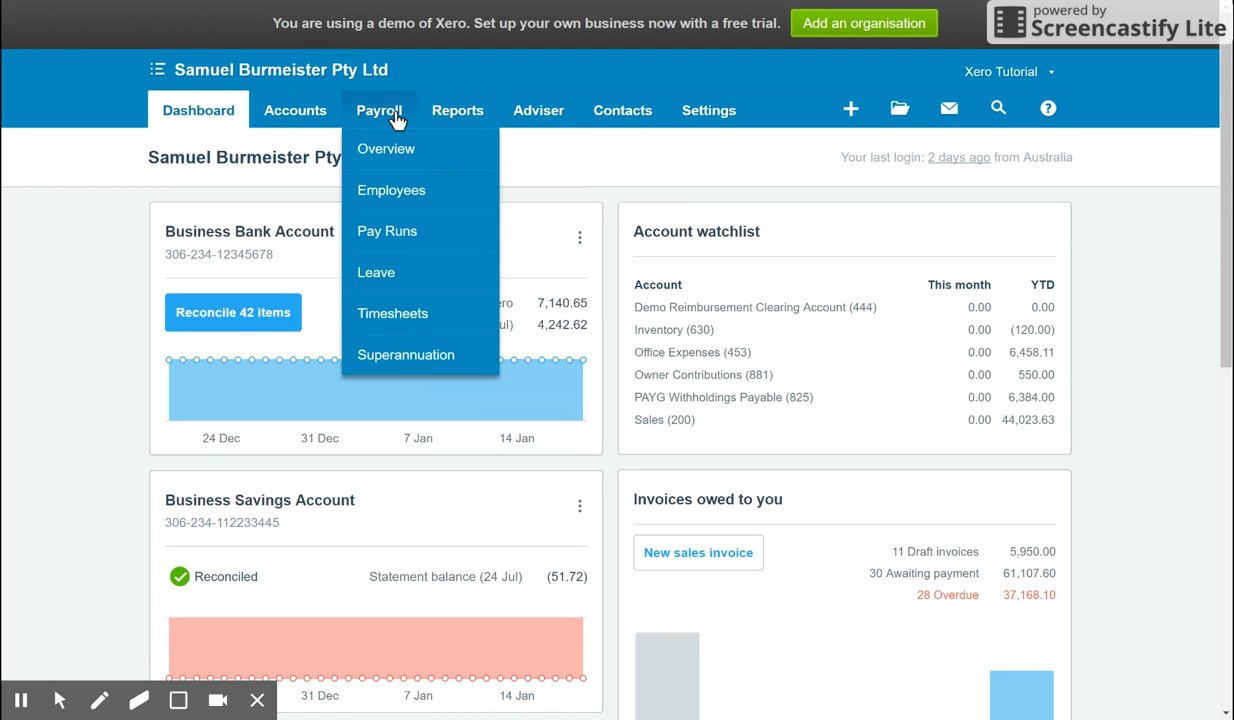 You are using a demo of Xero. Set up your own business now with a free trial. Add an organisation
powered by
Screencastify Lite
Samuel Burmeister Pty Ltd
Xero Tutorial
Dashboard Accounts Payroll Reports Adviser Contacts Settings
Samuel Burmeister Pty
Your last login: 2 days ago from Australia
Overview
Employees
Pay Runs
Leave
Timesheets
Superannuation
Business Bank Account
306-234-12345678
Reconcile 42 items
ero 7,140.65
ul) 4,242.62
24 Dec 31 Dec 7 Jan 14 Jan
Account watchlist
Account This month YTD
Demo Reimbursement Clearing Account (444) 0.00 0.00
Inventory (630) 0.00 (120.00)
Office Expenses (453) 0.00 6,458.11
Owner Contributions (881) 0.00 550.00
PAYG Withholdings Payable (825) 0.00 6,384.00
Sales (200) 0.00 44,023.63
Business Savings Account
306-234-112233445
Reconciled Statement balance (24 Jul) (51.72)
31 Dec 7 Jan 14 Jan
Invoices owed to you
New sales invoice
11 Draft invoices 5,950.00
30 Awaiting payment 61,107.60
28 Overdue 37,168.10